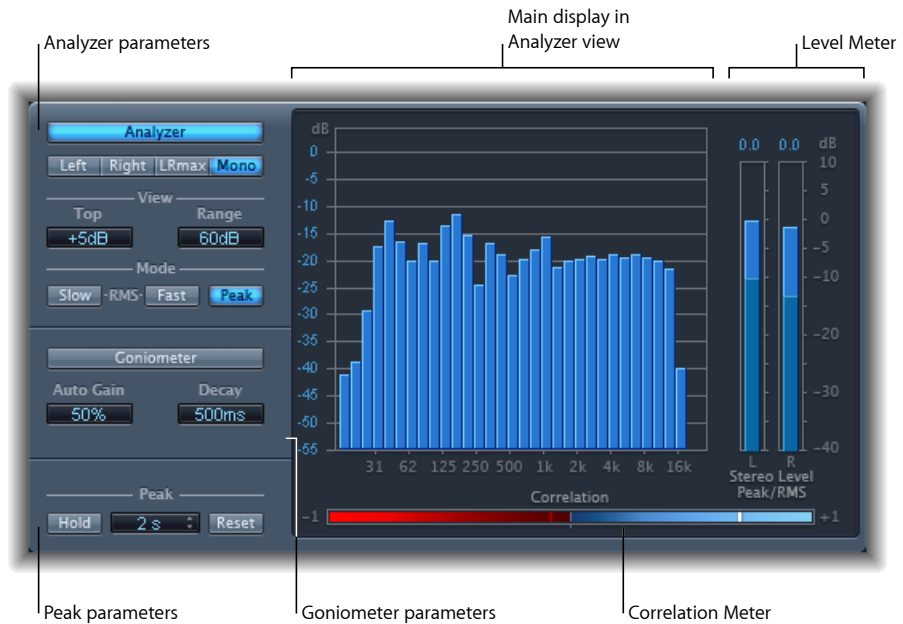 Main display in
Analyzer view
Analyzer parameters
Level Meter
Analyzer
Left Right LRmax Mono
View
Top Range
+5dB 60dB
Mode
Slow -RMS- Fast Peak
Goniometer
Auto Gain Decay
50% 500ms
Peak
Hold 2 s Reset
dB
0
-5
-10
-15
-20
-25
-30
-35
-40
-45
-50
-55
31 62 125 250 500 1k 2k 4k 8k 16k
Correlation
-1 +1
0.0 0.0 dB
10
5
0
-5
-10
-20
-30
-40
L R
Stereo Level
Peak/RMS
Peak parameters
Goniometer parameters
Correlation Meter